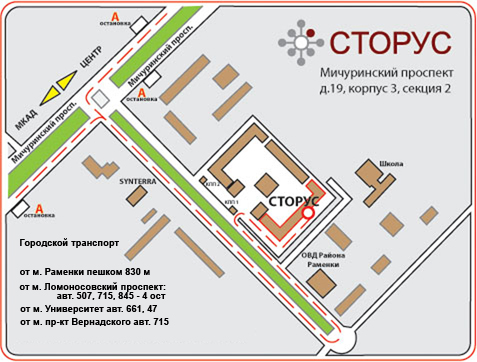 А
остановка
СТОРУС
Мичуринский проспект
д.19, корпус 3, секция 2
Мичуринский просп.
ЦЕНТР
МКАД
А
остановка
Мичуринский просп.
Школа
SYNTERRA
КПП 2
КПП 1
СТОРУС
А
остановка
ОВД Района
Раменки
Городской транспорт
от м. Раменки пешком 830 м
от м. Ломоносовский проспект:
авт. 507, 715, 845 - 4 ост
от м. Университет авт. 661, 47
от м. пр-кт Вернадского авт. 715